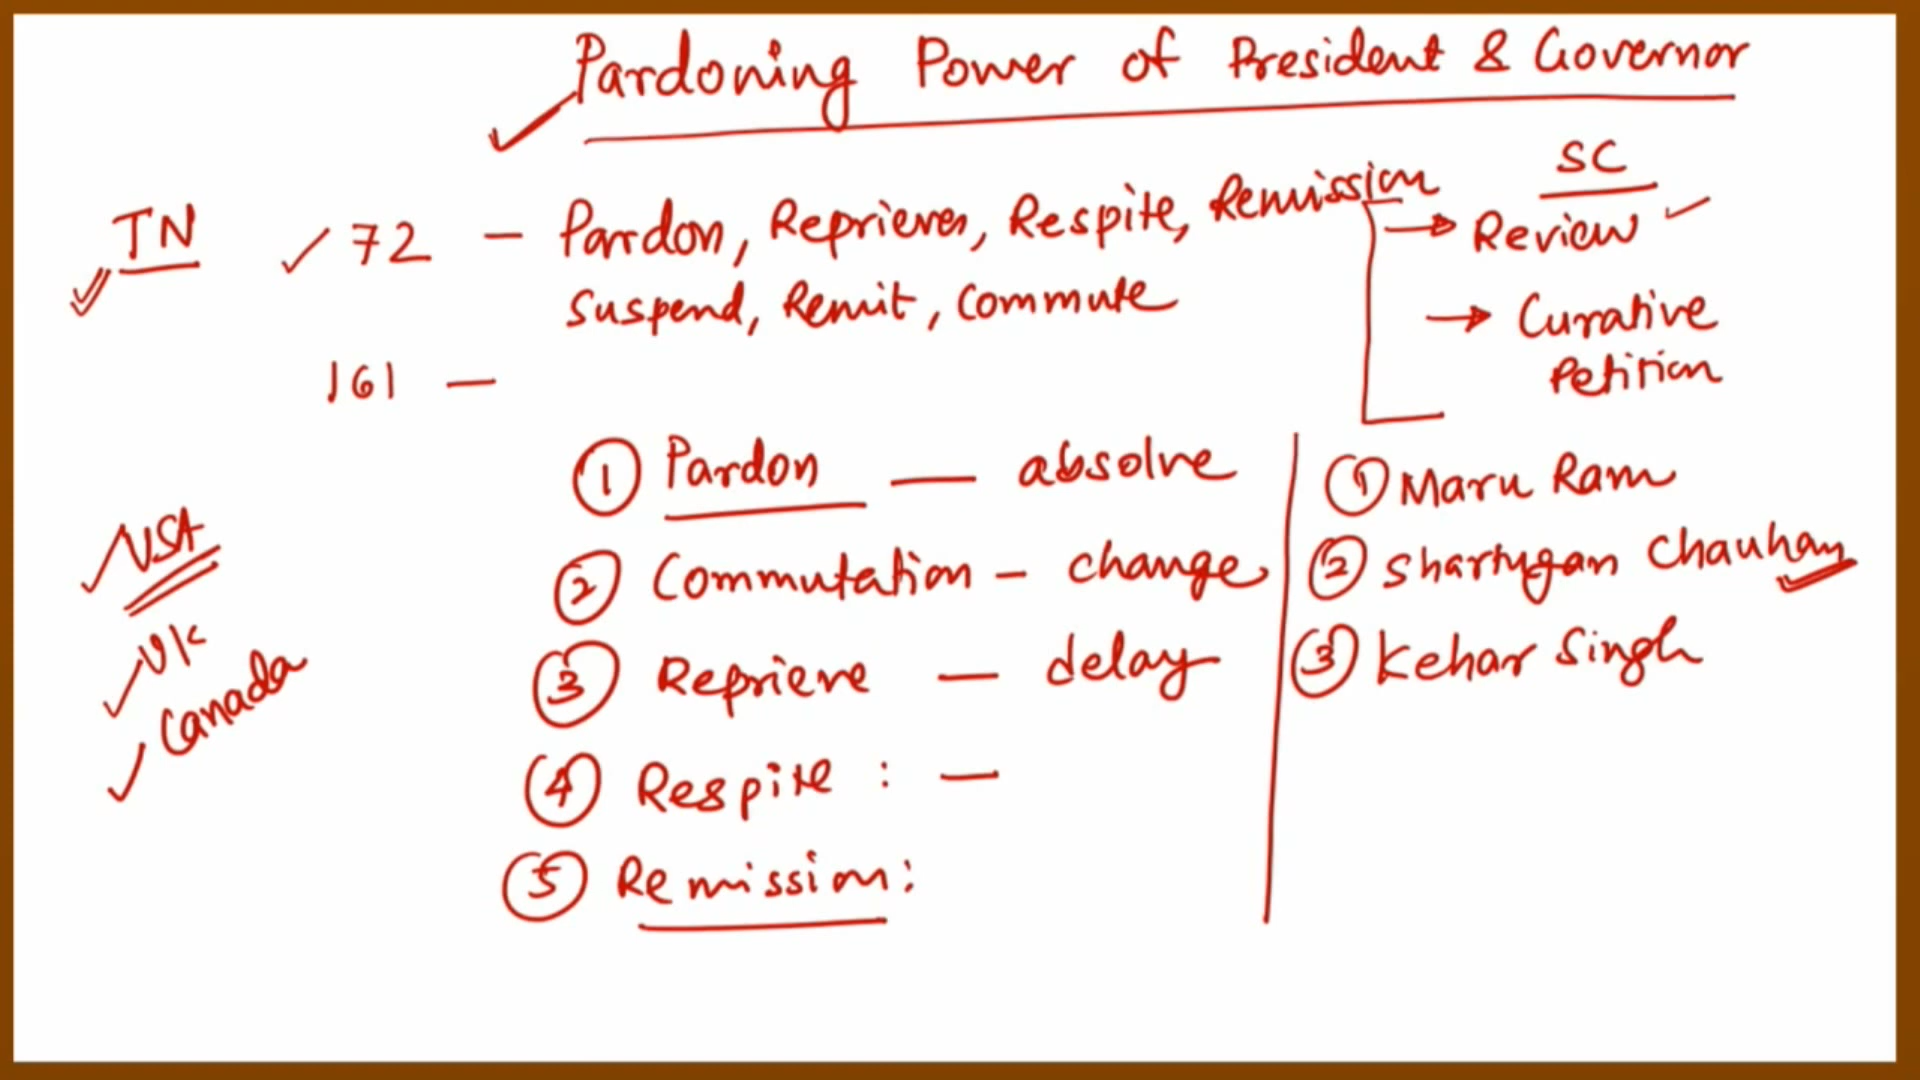 Pardoning Power of President & Governor
SC
TN
72 - Pardon, Reprieves, Respite, Remission
→ Review
Suspend, Remit, Commute
→ Curative
Petition
161 -
① Pardon — absolve
② Commutation - change
③ Reprieve — delay
④ Respite : —
⑤ Remission :
① Maru Ram
② Shartugan Chauhan
③ Kehar Singh
USA
UK
Canada